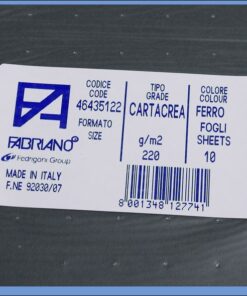 CODICE
CODE
46435122
FORMATO
SIZE
TIPO
GRADE
CARTACREA
g/m2
220
COLORE
COLOUR
FERRO
FOGLI
SHEETS
10
FABRIANO®
Fedrigoni Group
MADE IN ITALY
F.NE 92030/07
8 001348 127741